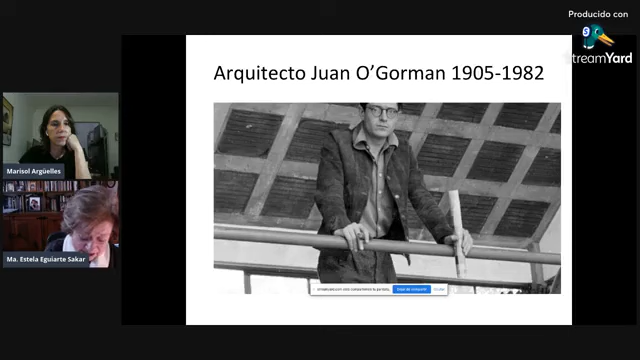 Producido con
StreamYard
Arquitecto Juan O’Gorman 1905-1982
Marisol Argüelles
Ma. Estela Eguiarte Sakar